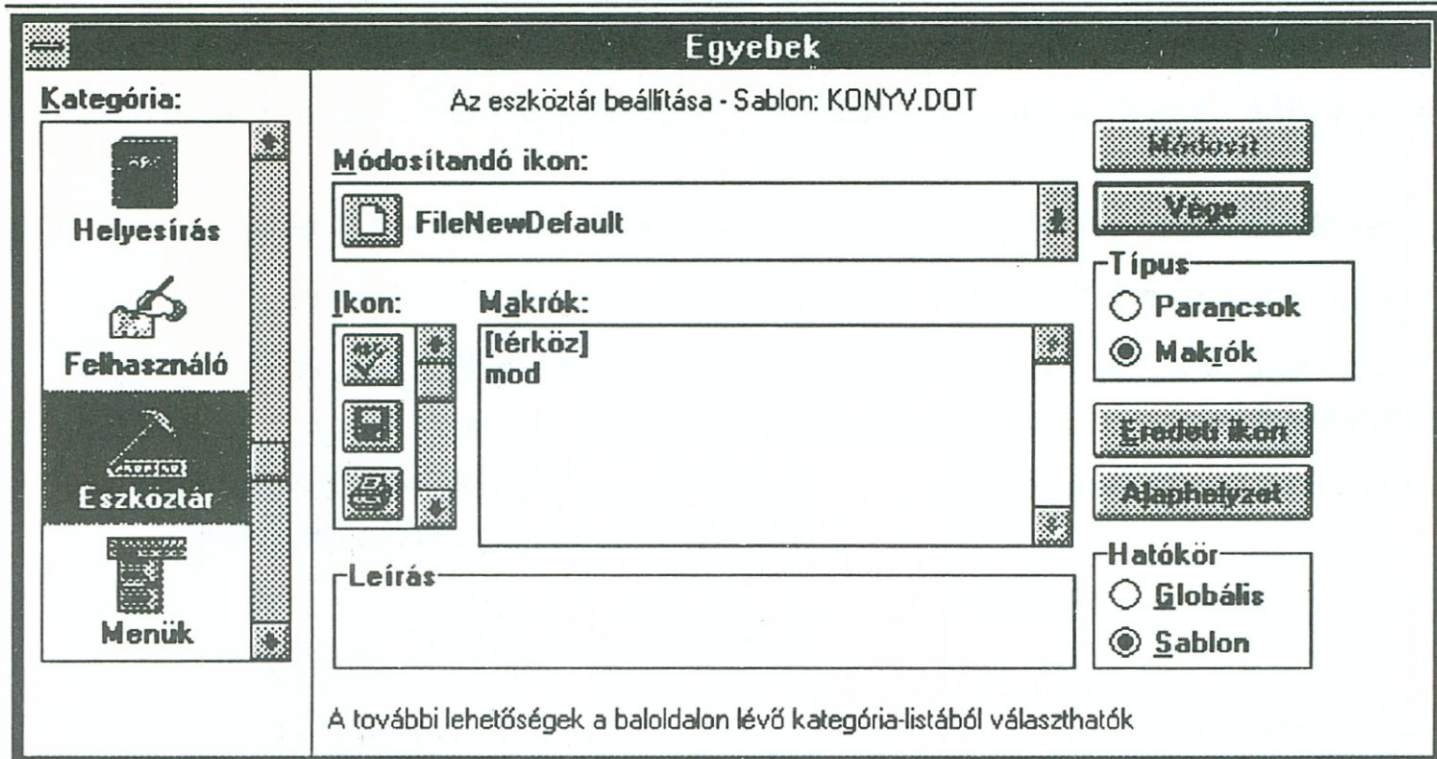 Egyebek
Kategória:
Helyesírás
Felhasználó
Eszköztár
Menük
Az eszköztár beállítása - Sablon: KONYV.DOT
Módosítandó ikon:
FileNewDefault
Ikon:
ABC
Makrók:
[térköz]
mod
Leírás
Módosít
Vége
Típus
Parancsok
Makrók
Eredeti ikon
Alaphelyzet
Hatókör
Globális
Sablon
A további lehetőségek a baloldalon lévő kategória-listából választhatók